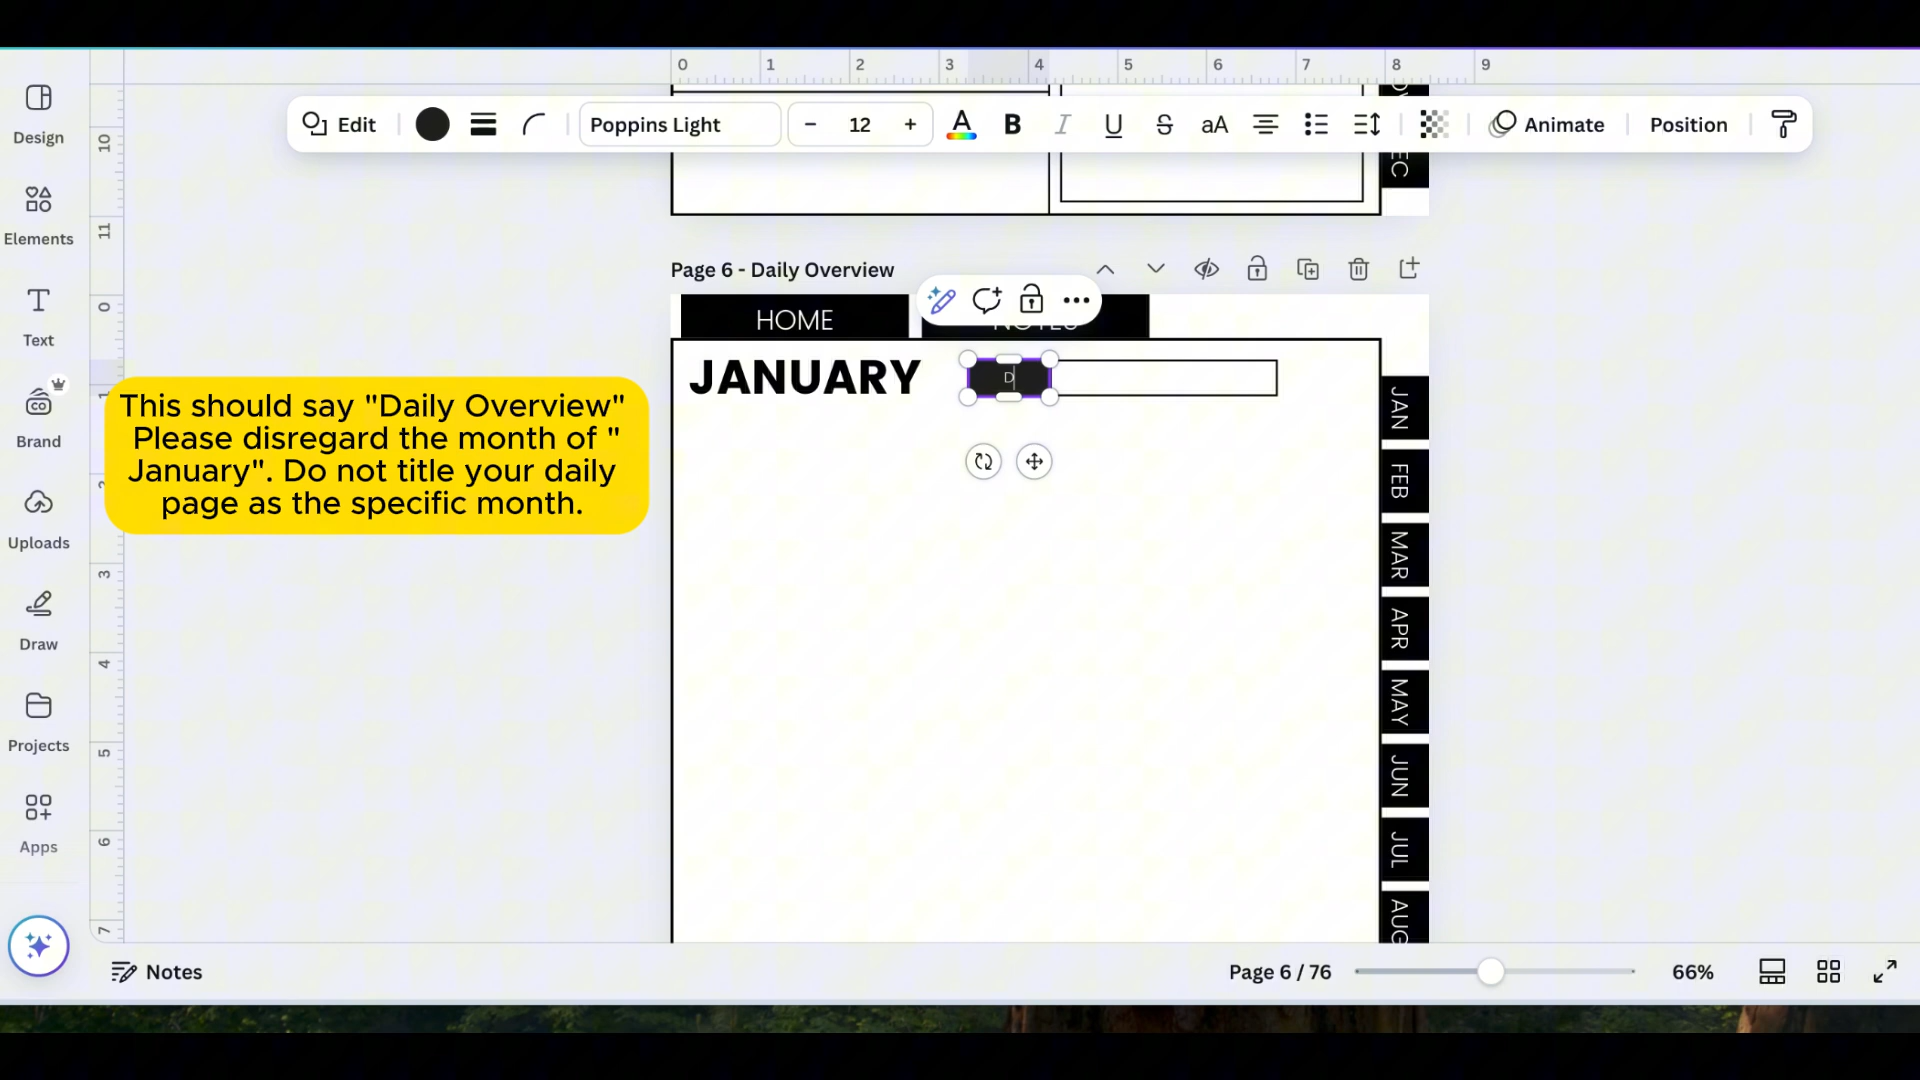 0 1 2 3 4 5 6 7 8 9
Design
Elements
Text
Brand
Uploads
Draw
Projects
Apps
Edit
Poppins Light
– 12 +
A B I U S aA
Animate
Position
10
11
0
1
2
3
4
5
6
7
Page 6 - Daily Overview
HOME
NOTES
JANUARY
D
This should say "Daily Overview"
Please disregard the month of "
January". Do not title your daily
page as the specific month.
JAN
FEB
MAR
APR
MAY
JUN
JUL
AUG
Notes
Page 6 / 76
66%